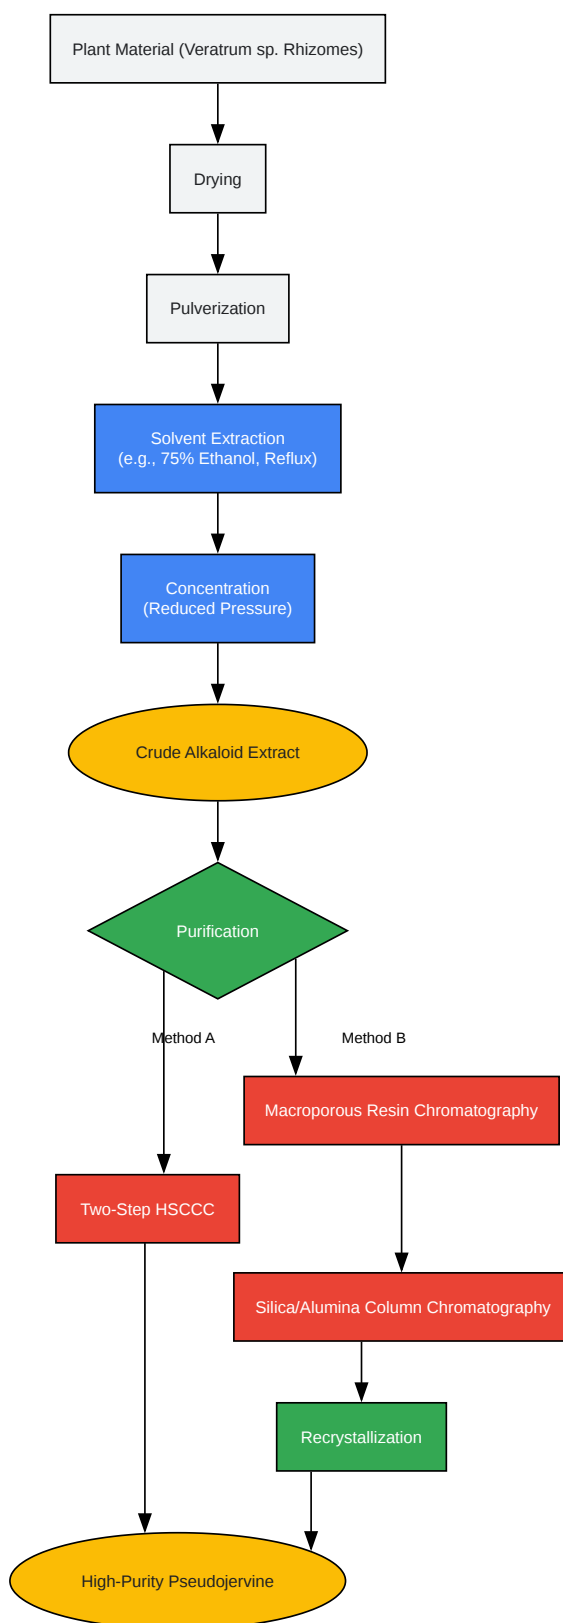 Plant Material (Veratrum sp. Rhizomes)
Drying
Pulverization
Solvent Extraction
(e.g., 75% Ethanol, Reflux)
Concentration
(Reduced Pressure)
Crude Alkaloid Extract
Purification
Method A
Method B
Macroporous Resin Chromatography
Two-Step HSCCC
Silica/Alumina Column Chromatography
Recrystallization
High-Purity Pseudojervine